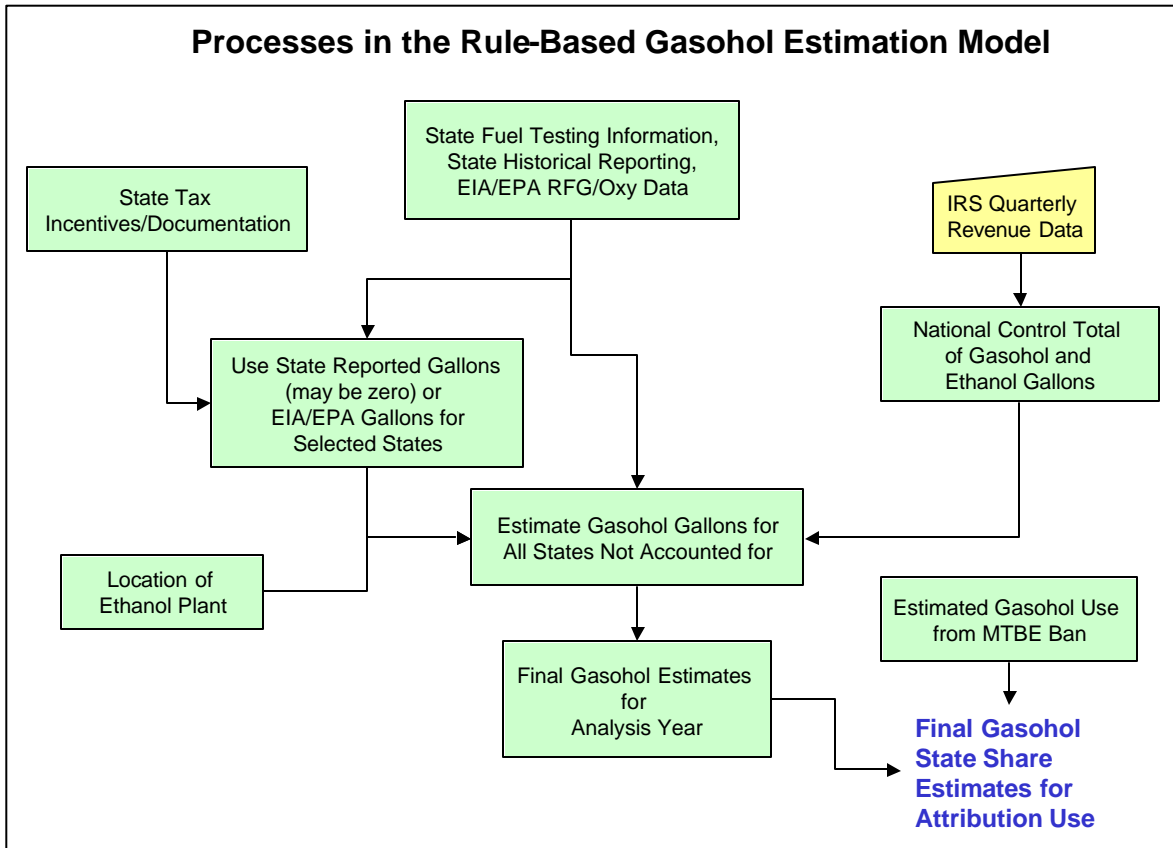 Processes in the Rule-Based Gasohol Estimation Model
State Fuel Testing Information,
State Historical Reporting,
EIA/EPA RFG/Oxy Data
State Tax
Incentives/Documentation
IRS Quarterly
Revenue Data
National Control Total
of Gasohol and
Ethanol Gallons
Use State Reported Gallons
(may be zero) or
EIA/EPA Gallons for
Selected States
Estimate Gasohol Gallons for
All States Not Accounted for
Location of
Ethanol Plant
Estimated Gasohol Use
from MTBE Ban
Final Gasohol Estimates
for
Analysis Year
Final Gasohol
State Share
Estimates for
Attribution Use